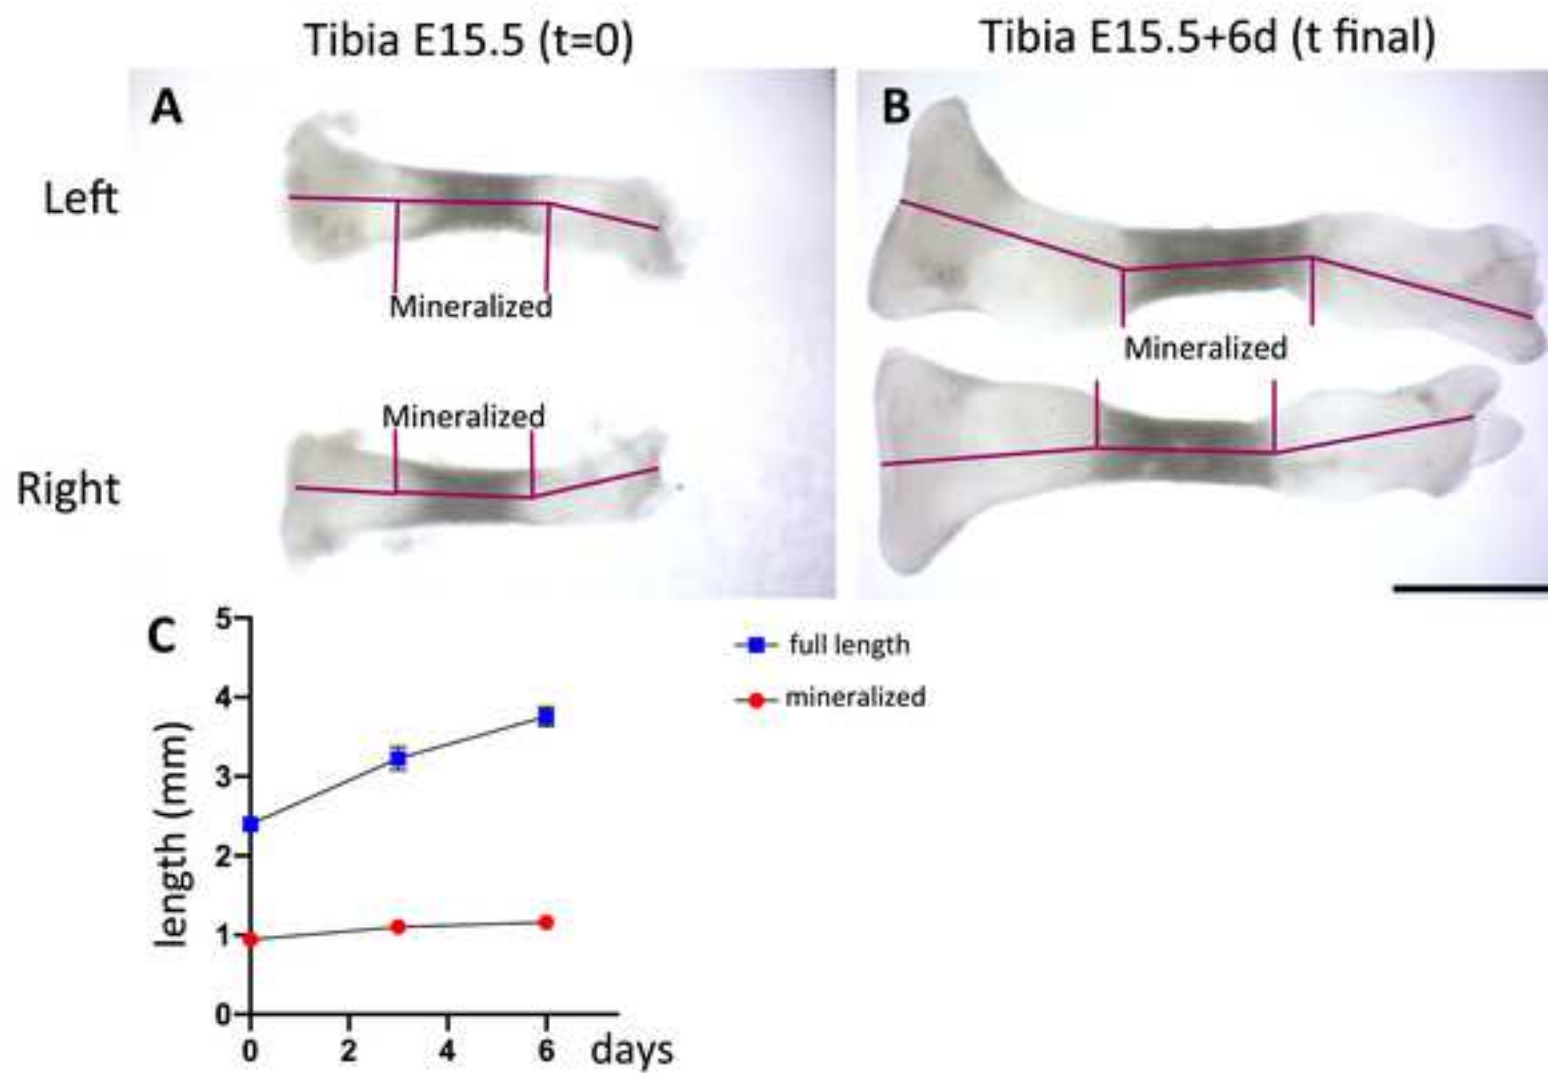 Tibia E15.5 (t=0)
Tibia E15.5+6d (t final)
A
B
Left
Mineralized
Mineralized
Mineralized
Right
C
full length
mineralized
length (mm)
5
4
3
2
1
0
0 2 4 6 days